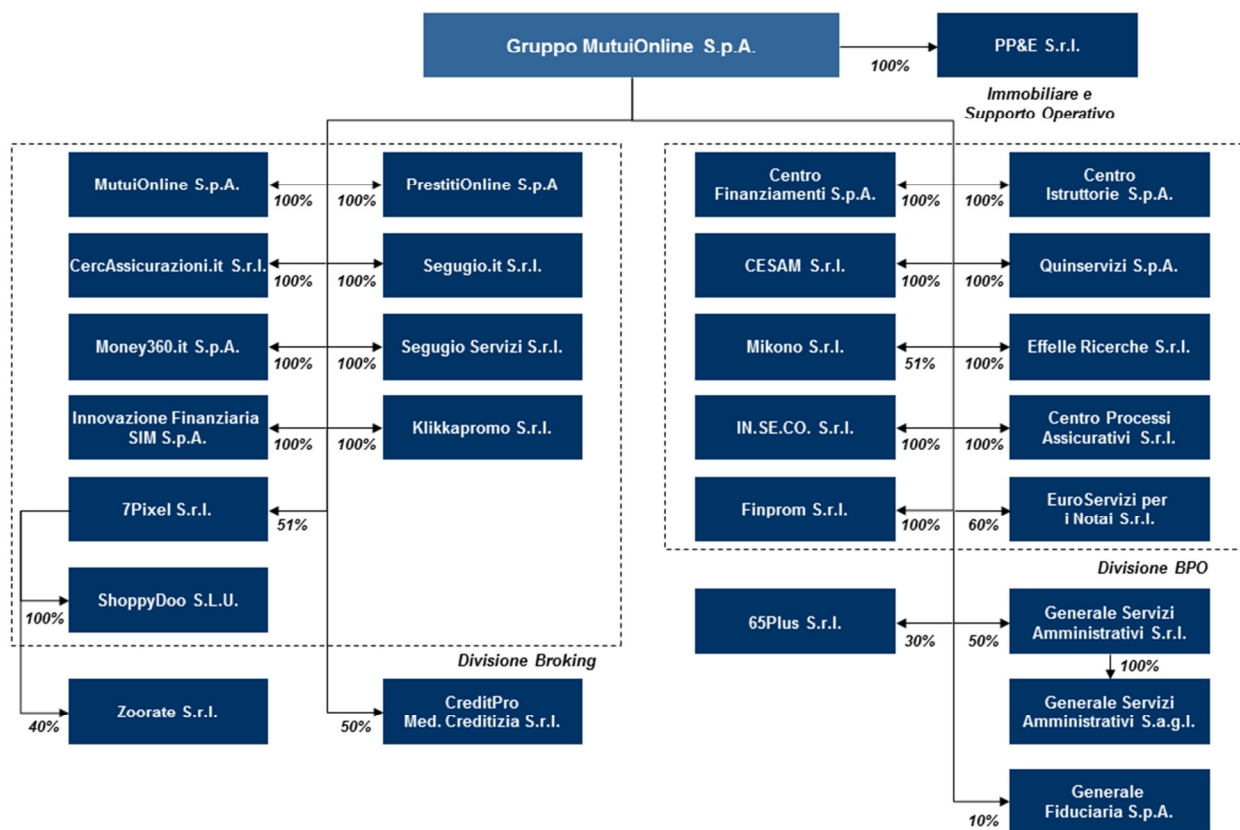 Gruppo MutuiOnline S.p.A.
PP&E S.r.l.
100%
Immobiliare e
Supporto Operativo
MutuiOnline S.p.A.
100%
100%
PrestitiOnline S.p.A
CercAssicurazioni.it S.r.l.
100%
100%
Segugio.it S.r.l.
Money360.it S.p.A.
100%
100%
Segugio Servizi S.r.l.
Innovazione Finanziaria
SIM S.p.A.
100%
100%
Klikkapromo S.r.l.
7Pixel S.r.l.
51%
ShoppyDoo S.L.U.
100%
Divisione Broking
Zoorate S.r.l.
40%
50%
CreditPro
Med. Creditizia S.r.l.
Centro
Finanziamenti S.p.A.
100%
100%
Centro
Istruttorie S.p.A.
CESAM S.r.l.
100%
100%
Quinservizi S.p.A.
Mikono S.r.l.
51%
100%
Effelle Ricerche S.r.l.
IN.SE.CO. S.r.l.
100%
100%
Centro Processi
Assicurativi S.r.l.
Finprom S.r.l.
100%
60%
EuroServizi per
i Notai S.r.l.
Divisione BPO
65Plus S.r.l.
30%
50%
Generale Servizi
Amministrativi S.r.l.
100%
Generale Servizi
Amministrativi S.a.g.l.
10%
Generale
Fiduciaria S.p.A.